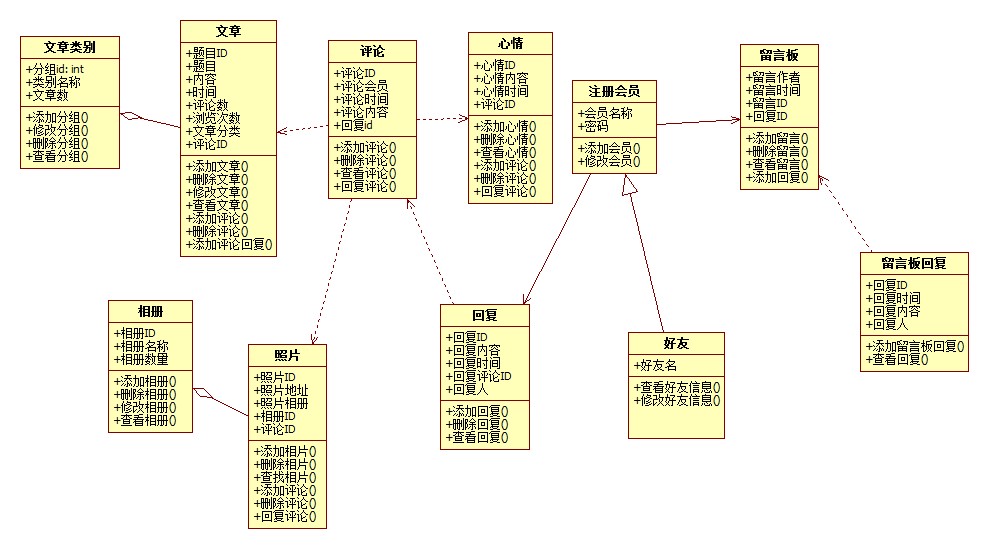 文章类别
+分组id: int
+类别名称
+文章数
+添加分组()
+修改分组()
+删除分组()
+查看分组()
文章
+题目ID
+题目
+内容
+时间
+评论数
+浏览次数
+文章分类
+评论ID
+添加文章()
+删除文章()
+修改文章()
+查看文章()
+添加评论()
+删除评论()
+添加评论回复()
评论
+评论ID
+评论会员
+评论时间
+评论内容
+回复id
+添加评论()
+删除评论()
+查看评论()
+回复评论()
心情
+心情ID
+心情内容
+心情时间
+评论ID
+添加心情()
+删除心情()
+查看心情()
+添加评论()
+删除评论()
+回复评论()
注册会员
+会员名称
+密码
+添加会员()
+修改会员()
留言板
+留言作者
+留言时间
+留言ID
+回复ID
+添加留言()
+删除留言()
+查看留言()
+添加回复()
留言板回复
+回复ID
+回复时间
+回复内容
+回复人
+添加留言板回复()
+查看回复()
相册
+相册ID
+相册名称
+相册数量
+添加相册()
+删除相册()
+修改相册()
+查看相册()
照片
+照片ID
+照片地址
+照片相册
+相册ID
+评论ID
+添加相片()
+删除相片()
+查找相片()
+添加评论()
+删除评论()
+回复评论()
回复
+回复ID
+回复内容
+回复时间
+回复评论ID
+回复人
+添加回复()
+删除回复()
+查看回复()
好友
+好友名
+查看好友信息()
+修改好友信息()